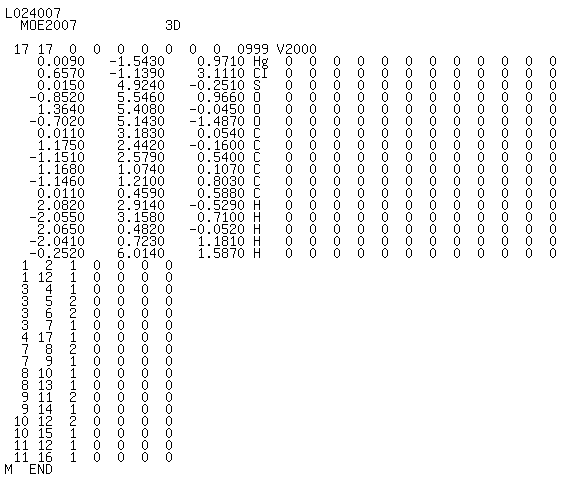 L024007
  MOE2007           3D

 17 17  0  0  0  0  0  0  0  0999 V2000
    0.0090   -1.5430    0.9710 Hg  0  0  0  0  0  0  0  0  0  0  0  0
    0.6570   -1.1390    3.1110 Cl  0  0  0  0  0  0  0  0  0  0  0  0
    0.0150    4.9240   -0.2510 S   0  0  0  0  0  0  0  0  0  0  0  0
   -0.8520    5.5460    0.9660 O   0  0  0  0  0  0  0  0  0  0  0  0
    1.3640    5.4080   -0.0450 O   0  0  0  0  0  0  0  0  0  0  0  0
   -0.7020    5.1430   -1.4870 O   0  0  0  0  0  0  0  0  0  0  0  0
    0.0110    3.1830    0.0540 C   0  0  0  0  0  0  0  0  0  0  0  0
    1.1750    2.4420   -0.1600 C   0  0  0  0  0  0  0  0  0  0  0  0
   -1.1510    2.5790    0.5400 C   0  0  0  0  0  0  0  0  0  0  0  0
    1.1680    1.0740    0.1070 C   0  0  0  0  0  0  0  0  0  0  0  0
   -1.1460    1.2100    0.8030 C   0  0  0  0  0  0  0  0  0  0  0  0
    0.0110    0.4590    0.5880 C   0  0  0  0  0  0  0  0  0  0  0  0
    2.0820    2.9140   -0.5290 H   0  0  0  0  0  0  0  0  0  0  0  0
   -2.0550    3.1580    0.7100 H   0  0  0  0  0  0  0  0  0  0  0  0
    2.0650    0.4820   -0.0520 H   0  0  0  0  0  0  0  0  0  0  0  0
   -2.0410    0.7230    1.1810 H   0  0  0  0  0  0  0  0  0  0  0  0
   -0.2520    6.0140    1.5870 H   0  0  0  0  0  0  0  0  0  0  0  0
  1  2  1  0  0  0  0
  1 12  1  0  0  0  0
  3  4  1  0  0  0  0
  3  5  2  0  0  0  0
  3  6  2  0  0  0  0
  3  7  1  0  0  0  0
  4 17  1  0  0  0  0
  7  8  2  0  0  0  0
  7  9  1  0  0  0  0
  8 10  1  0  0  0  0
  8 13  1  0  0  0  0
  9 11  2  0  0  0  0
  9 14  1  0  0  0  0
 10 12  2  0  0  0  0
 10 15  1  0  0  0  0
 11 12  1  0  0  0  0
 11 16  1  0  0  0  0
M  END